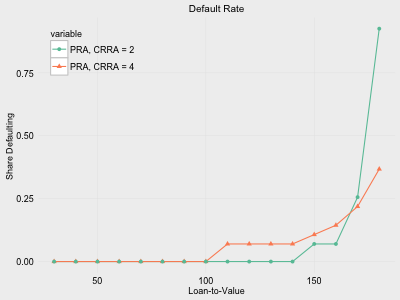 Default Rate
variable
PRA, CRRA = 2
PRA, CRRA = 4
Share Defaulting
0.75
0.50
0.25
0.00
50
100
150
Loan-to-Value